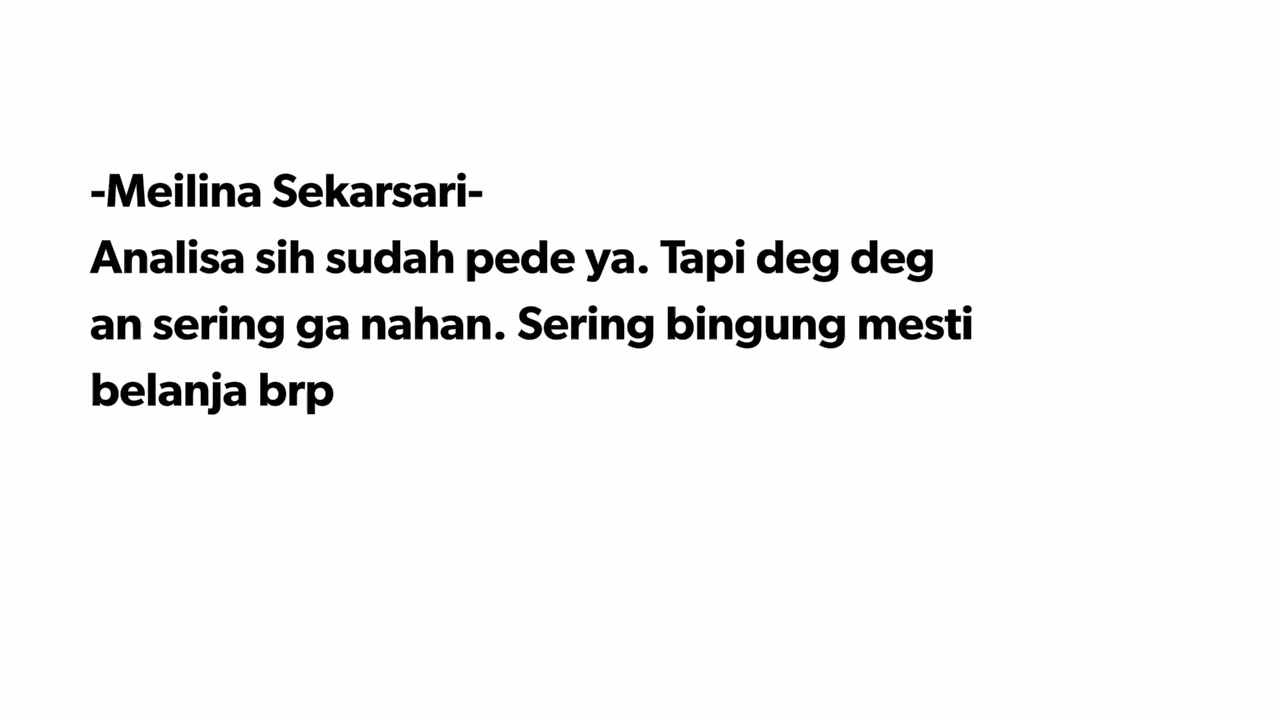 -Meilina Sekarsari-
Analisa sih sudah pede ya. Tapi deg deg
an sering ga nahan. Sering bingung mesti
belanja brp